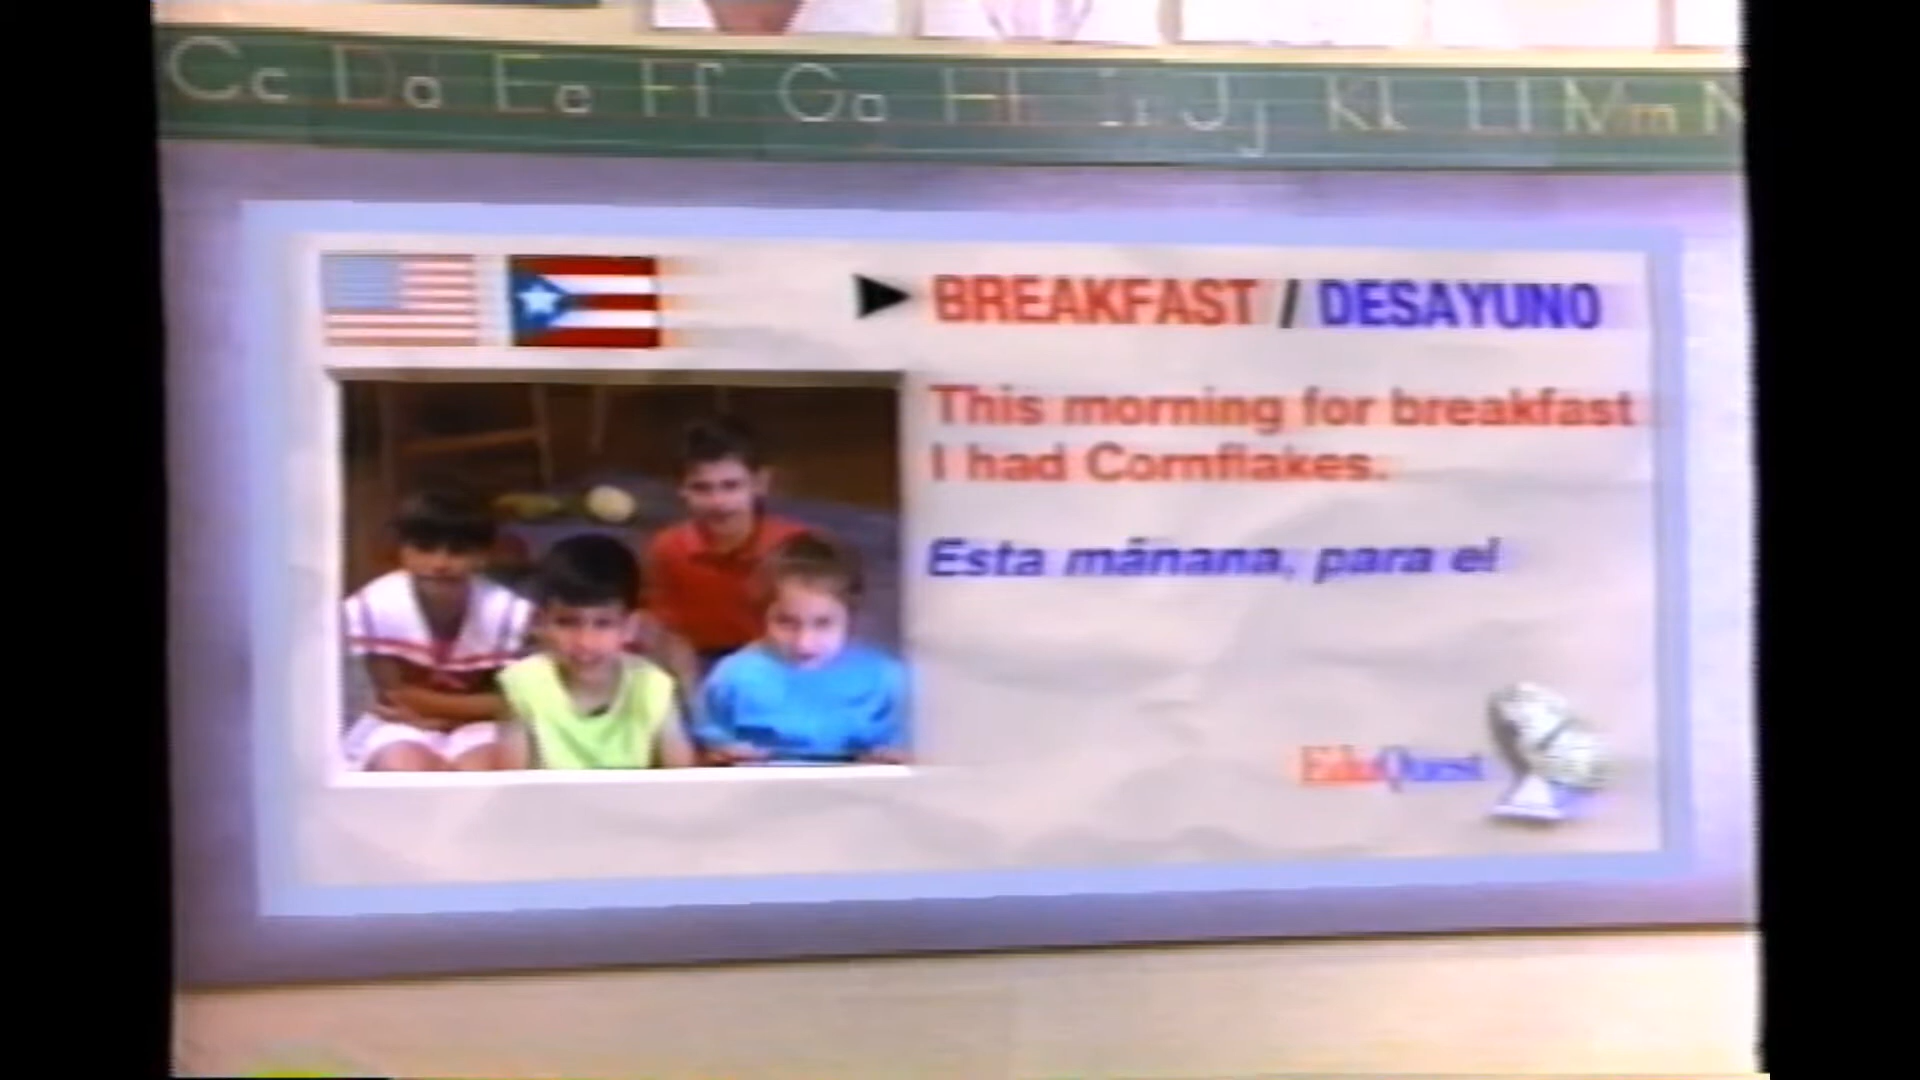 Cc Dd Ee Ff Gg Hh Ii Jj Kk Ll Mm N
BREAKFAST / DESAYUNO
This morning for breakfast
I had Cornflakes.
Esta mánana, para el
EduQuest